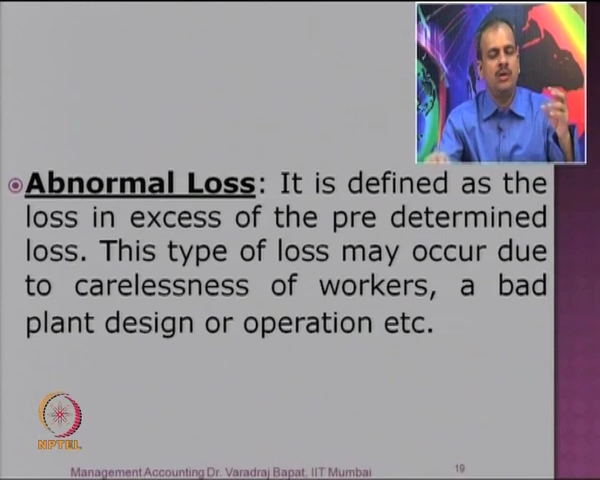 Abnormal Loss: It is defined as the
loss in excess of the pre determined
loss. This type of loss may occur due
to carelessness of workers, a bad
plant design or operation etc.
NPTEL
Management Accounting Dr. Varadraj Bapat, IIT Mumbai
19